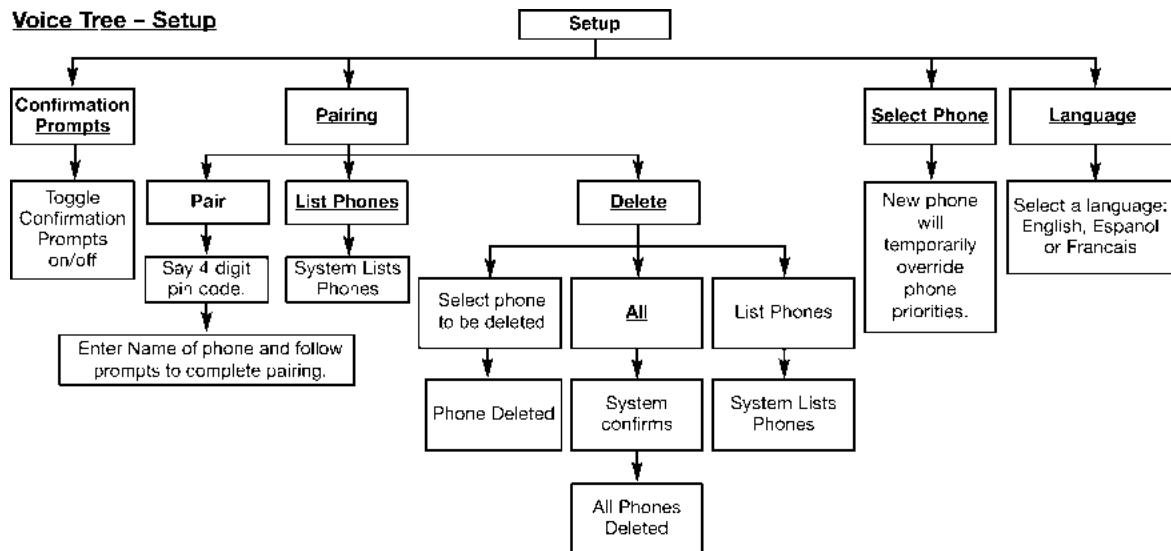 Voice Tree – Setup
Setup
Confirmation
Prompts
Pairing
Select Phone
Language
Toggle
Confirmation
Prompts
on/off
Pair
List Phones
Delete
New phone
will
temporarily
override
phone
priorities.
Select a language:
English, Espanol
or Francais
Say 4 digit
pin code.
System Lists
Phones
Select phone
to be deleted
All
List Phones
Enter Name of phone and follow
prompts to complete pairing.
Phone Deleted
System
confirms
System Lists
Phones
All Phones
Deleted